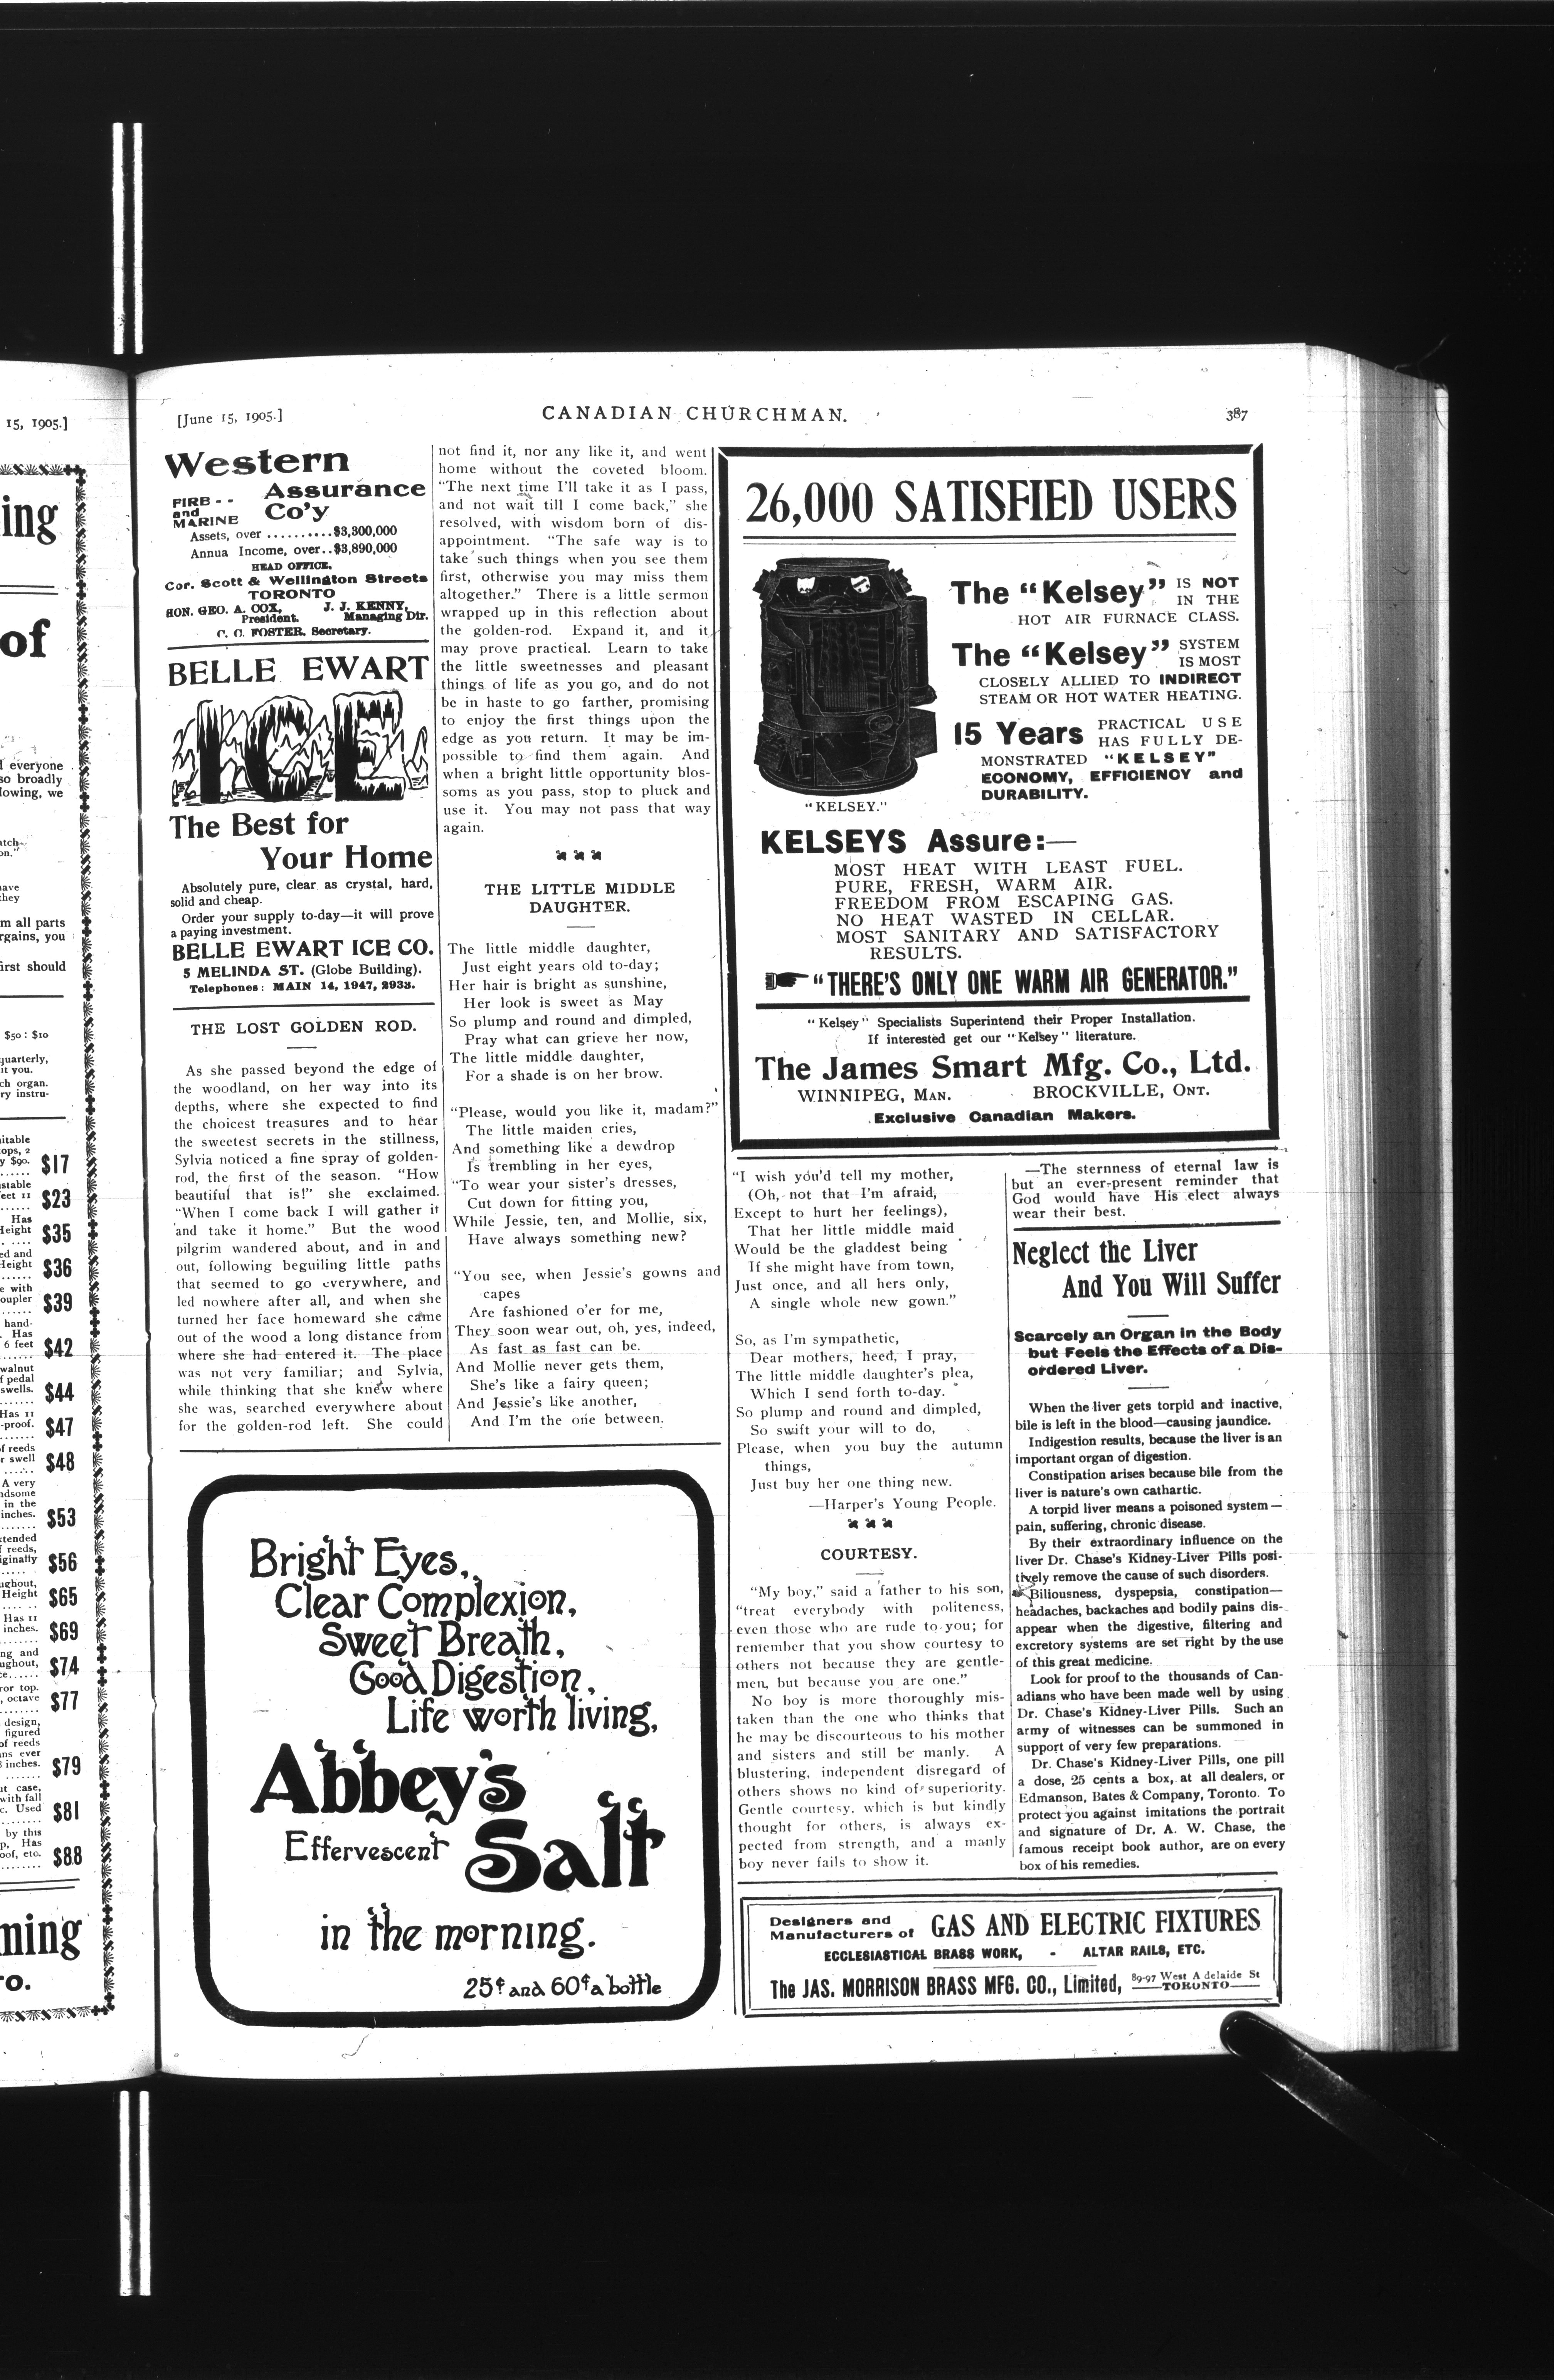 15, 1905.]
ing
of
l everyone
so broadly
lowing, we
on."
they
m all parts
rgains, you
irst should
$50: $10
quarterly,
it you.
ch organ.
ry instru-
$17
$23
$35
$36
$39
$42
$44
$47
$48
$53
$56
$65
$69
$74
$77
$79
$81
$88
ning
[June 15, 1905.]
CANADIAN CHURCHMAN.
387
Western
FIRE - -
and
MARINE
Assurance
Co'y
Assets, over ..........$3,300,000
Annua Income, over..$3,890,000
HEAD OFFICE,
Cor. Scott & Wellington Streets
TORONTO
HON. GEO. A. COX,
President.
J. J. KENNY,
Managing Dir.
C. C. FOSTER, Secretary.
BELLE EWART
ICE
The Best for
Your Home
Absolutely pure, clear as crystal, hard,
solid and cheap.
Order your supply to-day—it will prove
a paying investment.
BELLE EWART ICE CO.
5 MELINDA ST. (Globe Building).
Telephones: MAIN 14, 1947, 2933.
THE LOST GOLDEN ROD.
As she passed beyond the edge of
the woodland, on her way into its
depths, where she expected to find
the choicest treasures and to hear
the sweetest secrets in the stillness,
Sylvia noticed a fine spray of golden-
rod, the first of the season. "How
beautiful that is!" she exclaimed.
"When I come back I will gather it
and take it home." But the wood
pilgrim wandered about, and in and
out, following beguiling little paths
that seemed to go everywhere, and
led nowhere after all, and when she
turned her face homeward she came
out of the wood a long distance from
where she had entered it. The place
was not very familiar; and Sylvia,
while thinking that she knew where
she was, searched everywhere about
for the golden-rod left. She could
not find it, nor any like it, and went
home without the coveted bloom.
"The next time I'll take it as I pass,
and not wait till I come back," she
resolved, with wisdom born of dis-
appointment. "The safe way is to
take such things when you see them
first, otherwise you may miss them
altogether." There is a little sermon
wrapped up in this reflection about
the golden-rod. Expand it, and it
may prove practical. Learn to take
the little sweetnesses and pleasant
things of life as you go, and do not
be in haste to go farther, promising
to enjoy the first things upon the
edge as you return. It may be im-
possible to find them again. And
when a bright little opportunity blos-
soms as you pass, stop to pluck and
use it. You may not pass that way
again.
THE LITTLE MIDDLE
DAUGHTER.
The little middle daughter,
Just eight years old to-day;
Her hair is bright as sunshine,
Her look is sweet as May
So plump and round and dimpled,
Pray what can grieve her now,
The little middle daughter,
For a shade is on her brow.
"Please, would you like it, madam?"
The little maiden cries,
And something like a dewdrop
Is trembling in her eyes,
"To wear your sister's dresses,
Cut down for fitting you,
While Jessie, ten, and Mollie, six,
Have always something new?
"You see, when Jessie's gowns and
capes
Are fashioned o'er for me,
They soon wear out, oh, yes, indeed,
As fast as fast can be.
And Mollie never gets them,
She's like a fairy queen;
And Jessie's like another,
And I'm the one between.
Bright Eyes,
Clear Complexion,
Sweet Breath,
Good Digestion,
Life worth living,
Abbey's
Effervescent Salt
in the morning.
25¢ and 60¢ a bottle
26,000 SATISFIED USERS
"KELSEY."
The "Kelsey" IS NOT
IN THE
HOT AIR FURNACE CLASS.
The "Kelsey" SYSTEM
IS MOST
CLOSELY ALLIED TO INDIRECT
STEAM OR HOT WATER HEATING.
15 Years PRACTICAL USE
HAS FULLY DE-
MONSTRATED "KELSEY"
ECONOMY, EFFICIENCY and
DURABILITY.
KELSEYS Assure:—
MOST HEAT WITH LEAST FUEL.
PURE, FRESH, WARM AIR.
FREEDOM FROM ESCAPING GAS.
NO HEAT WASTED IN CELLAR.
MOST SANITARY AND SATISFACTORY
RESULTS.
"THERE'S ONLY ONE WARM AIR GENERATOR."
"Kelsey" Specialists Superintend their Proper Installation.
If interested get our "Kelsey" literature.
The James Smart Mfg. Co., Ltd.
WINNIPEG, MAN. BROCKVILLE, ONT.
Exclusive Canadian Makers.
"I wish you'd tell my mother,
(Oh, not that I'm afraid,
Except to hurt her feelings),
That her little middle maid
Would be the gladdest being
If she might have from town,
Just once, and all hers only,
A single whole new gown."
So, as I'm sympathetic,
Dear mothers, heed, I pray,
The little middle daughter's plea,
Which I send forth to-day.
So plump and round and dimpled,
So swift your will to do,
Please, when you buy the autumn
things,
Just buy her one thing new.
—Harper's Young People.
COURTESY.
"My boy," said a father to his son,
"treat everybody with politeness,
even those who are rude to you; for
remember that you show courtesy to
others not because they are gentle-
men, but because you are one."
No boy is more thoroughly mis-
taken than the one who thinks that
he may be discourteous to his mother
and sisters and still be manly. A
blustering, independent disregard of
others shows no kind of superiority.
Gentle courtesy, which is but kindly
thought for others, is always ex-
pected from strength, and a manly
boy never fails to show it.
—The sternness of eternal law is
but an ever-present reminder that
God would have His elect always
wear their best.
Neglect the Liver
And You Will Suffer
Scarcely an Organ in the Body
but Feels the Effects of a Dis-
ordered Liver.
When the liver gets torpid and inactive,
bile is left in the blood—causing jaundice.
Indigestion results, because the liver is an
important organ of digestion.
Constipation arises because bile from the
liver is nature's own cathartic.
A torpid liver means a poisoned system—
pain, suffering, chronic disease.
By their extraordinary influence on the
liver Dr. Chase's Kidney-Liver Pills posi-
tively remove the cause of such disorders.
Biliousness, dyspepsia, constipation—
headaches, backaches and bodily pains dis-
appear when the digestive, filtering and
excretory systems are set right by the use
of this great medicine.
Look for proof to the thousands of Can-
adians who have been made well by using
Dr. Chase's Kidney-Liver Pills. Such an
army of witnesses can be summoned in
support of very few preparations.
Dr. Chase's Kidney-Liver Pills, one pill
a dose, 25 cents a box, at all dealers, or
Edmanson, Bates & Company, Toronto. To
protect you against imitations the portrait
and signature of Dr. A. W. Chase, the
famous receipt book author, are on every
box of his remedies.
Designers and
Manufacturers of GAS AND ELECTRIC FIXTURES
ECCLESIASTICAL BRASS WORK, - ALTAR RAILS, ETC.
The JAS. MORRISON BRASS MFG. CO., Limited, 89-97 West Adelaide St
TORONTO